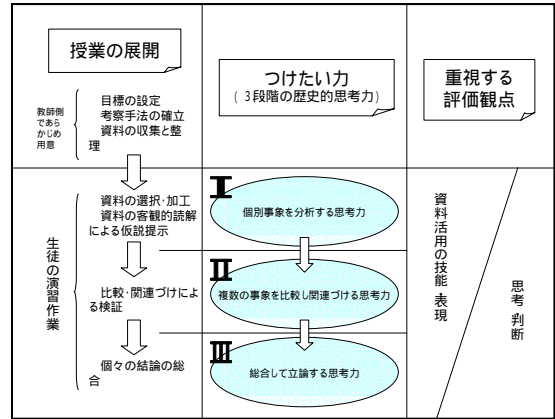 授業の展開
つけたい力
(3段階の歴史的思考力)
重視する
評価観点
教師側
であら
かじめ
用意
目標の設定
考察手法の確立
資料の収集と整
理
生徒の演習作業
資料の選択・加工
資料の客観的読解
による仮説提示
比較・関連づけによ
る検証
個々の結論の総
合
Ⅰ
個別事象を分析する思考力
Ⅱ
複数の事象を比較し関連づける思考力
Ⅲ
総合して立論する思考力
資料活用の技能・表現
思考・判断